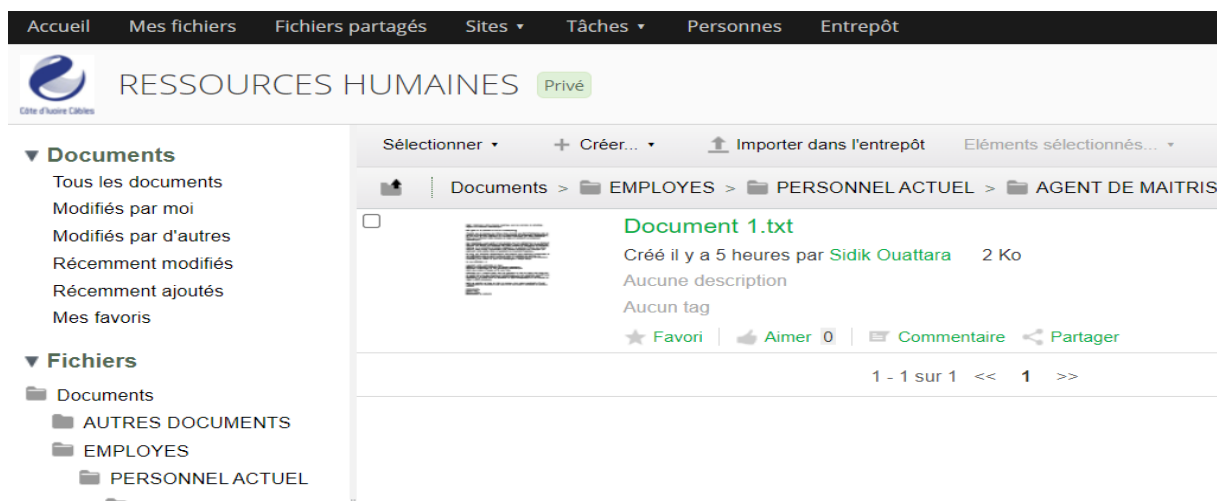 Accueil Mes fichiers Fichiers partagés Sites Tâches Personnes Entrepôt
Côte d'Ivoire Câbles
RESSOURCES HUMAINES Privé
Documents
Tous les documents
Modifiés par moi
Modifiés par d'autres
Récemment modifiés
Récemment ajoutés
Mes favoris
Fichiers
Documents
AUTRES DOCUMENTS
EMPLOYES
PERSONNEL ACTUEL
Sélectionner Créer... Importer dans l'entrepôt Eléments sélectionnés...
Documents > EMPLOYES > PERSONNEL ACTUEL > AGENT DE MAITRIS
Document 1.txt
Créé il y a 5 heures par Sidik Ouattara 2 Ko
Aucune description
Aucun tag
Favori Aimer 0 Commentaire Partager
1 - 1 sur 1 << 1 >>